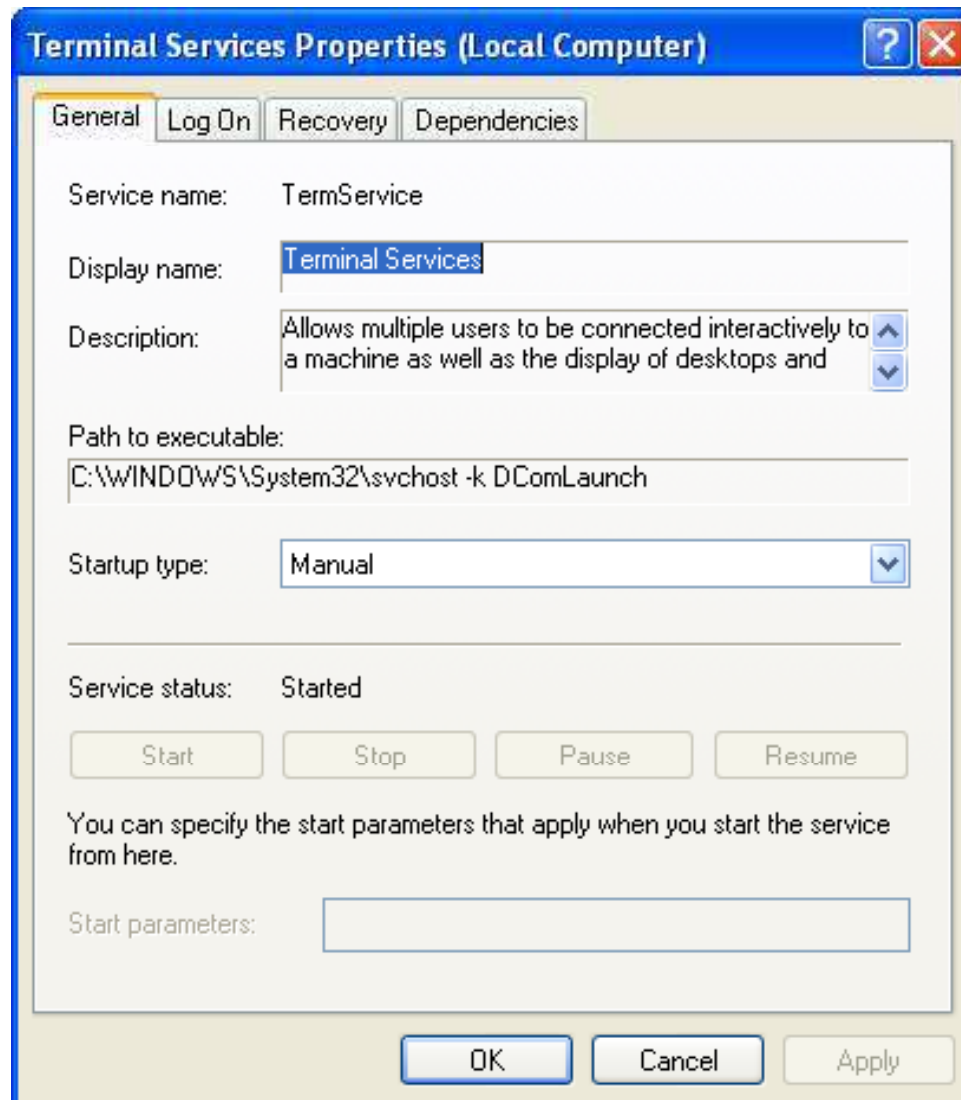 Terminal Services Properties (Local Computer)
General Log On Recovery Dependencies
Service name: TermService
Display name: Terminal Services
Description: Allows multiple users to be connected interactively to
a machine as well as the display of desktops and
Path to executable:
C:\WINDOWS\System32\svchost -k DComLaunch
Startup type: Manual
Service status: Started
Start Stop Pause Resume
You can specify the start parameters that apply when you start the service
from here.
Start parameters:
OK Cancel Apply